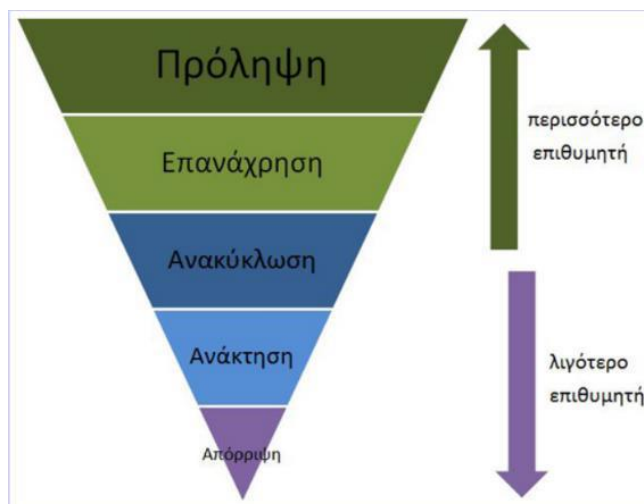 Πρόληψη
Επανάχρηση
Ανακύκλωση
Ανάκτηση
Απόρριψη
περισσότερο
επιθυμητή
λιγότερο
επιθυμητή